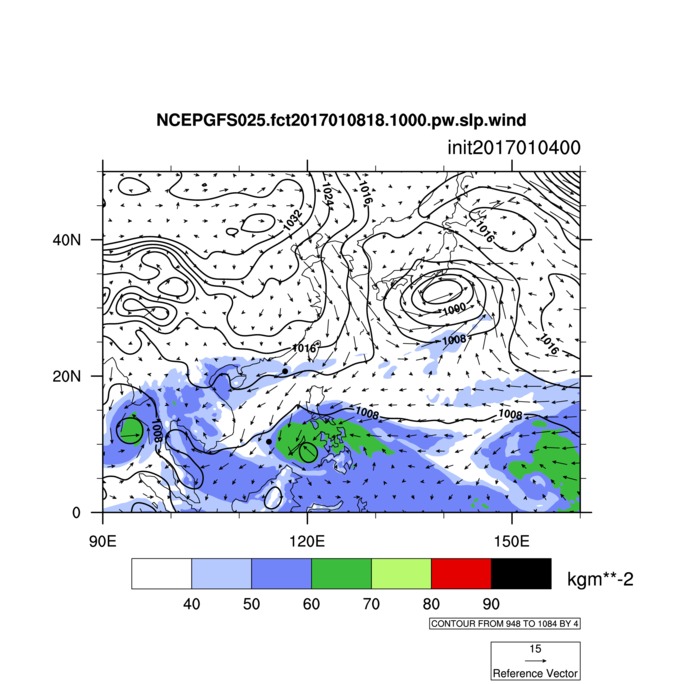 NCEPGFS025.fct2017010818.1000.pw.slp.wind
init2017010400
1032
1024
1016
1016
40N
1000
1008
1016
1016
20N
1008
1008
1008
0
90E 120E 150E
40 50 60 70 80 90
kgm**-2
CONTOUR FROM 948 TO 1084 BY 4
15
Reference Vector